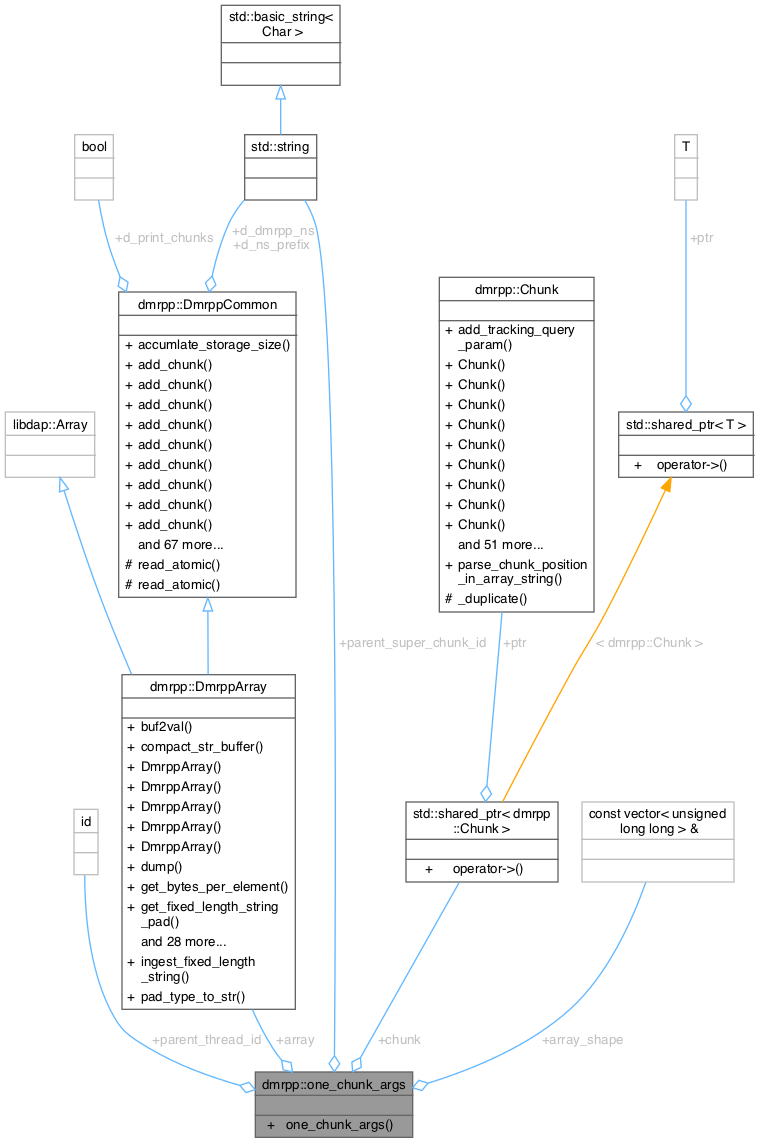 std::basic_string<
Char >
bool
std::string
T
+d_print_chunks
+d_dmrpp_ns
+d_ns_prefix
+ptr
dmrpp::DmrppCommon
+ accumlate_storage_size()
+ add_chunk()
+ add_chunk()
+ add_chunk()
+ add_chunk()
+ add_chunk()
+ add_chunk()
+ add_chunk()
+ add_chunk()
+ add_chunk()
and 67 more...
# read_atomic()
# read_atomic()
dmrpp::Chunk
+ add_tracking_query
_param()
+ Chunk()
+ Chunk()
+ Chunk()
+ Chunk()
+ Chunk()
+ Chunk()
+ Chunk()
+ Chunk()
+ Chunk()
and 51 more...
+ parse_chunk_position
_in_array_string()
# _duplicate()
libdap::Array
std::shared_ptr< T >
+ operator->()
+parent_super_chunk_id
+ptr
< dmrpp::Chunk >
dmrpp::DmrppArray
+ buf2val()
+ compact_str_buffer()
+ DmrppArray()
+ DmrppArray()
+ DmrppArray()
+ DmrppArray()
+ DmrppArray()
+ dump()
+ get_bytes_per_element()
+ get_fixed_length_string
_pad()
and 28 more...
+ ingest_fixed_length
_string()
+ pad_type_to_str()
id
std::shared_ptr< dmrpp
::Chunk >
+ operator->()
const vector< unsigned
long long > &
+parent_thread_id
+array
+chunk
+array_shape
dmrpp::one_chunk_args
+ one_chunk_args()